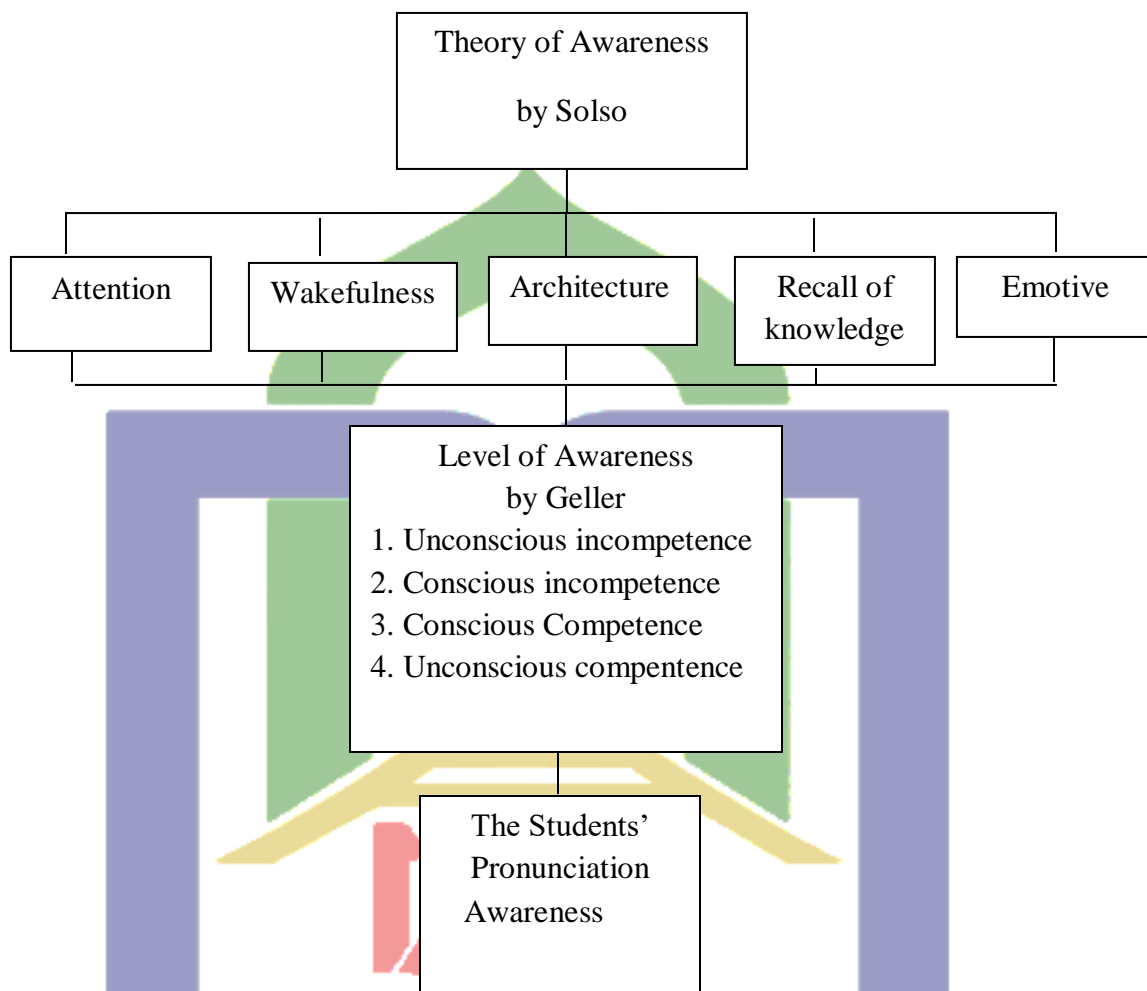 Theory of Awareness
by Solso
Attention
Wakefulness
Architecture
Recall of
knowledge
Emotive
Level of Awareness
by Geller
1. Unconscious incompetence
2. Conscious incompetence
3. Conscious Competence
4. Unconscious compentence
The Students’
Pronunciation
Awareness